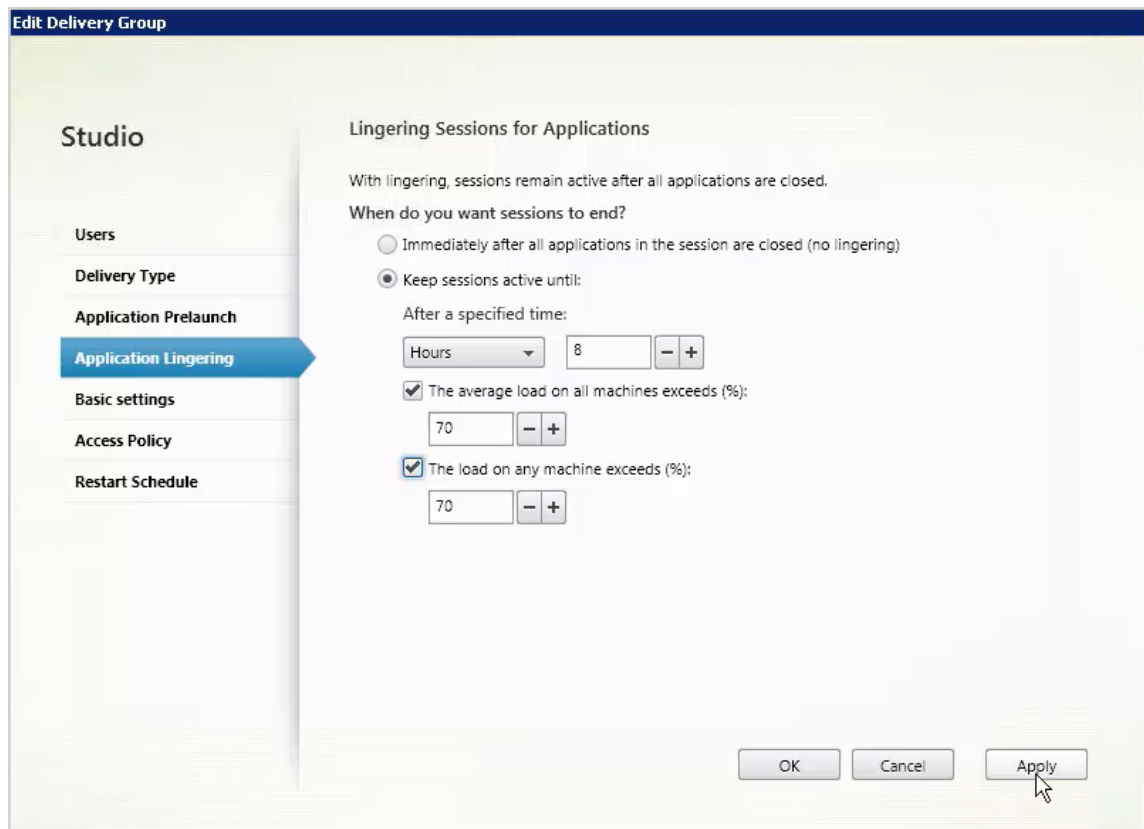 Edit Delivery Group
Studio
Users
Delivery Type
Application Prelaunch
Application Lingering
Basic settings
Access Policy
Restart Schedule
Lingering Sessions for Applications
With lingering, sessions remain active after all applications are closed.
When do you want sessions to end?
Immediately after all applications in the session are closed (no lingering)
Keep sessions active until:
After a specified time:
Hours 8 − +
The average load on all machines exceeds (%):
70 − +
The load on any machine exceeds (%):
70 − +
OK Cancel Apply